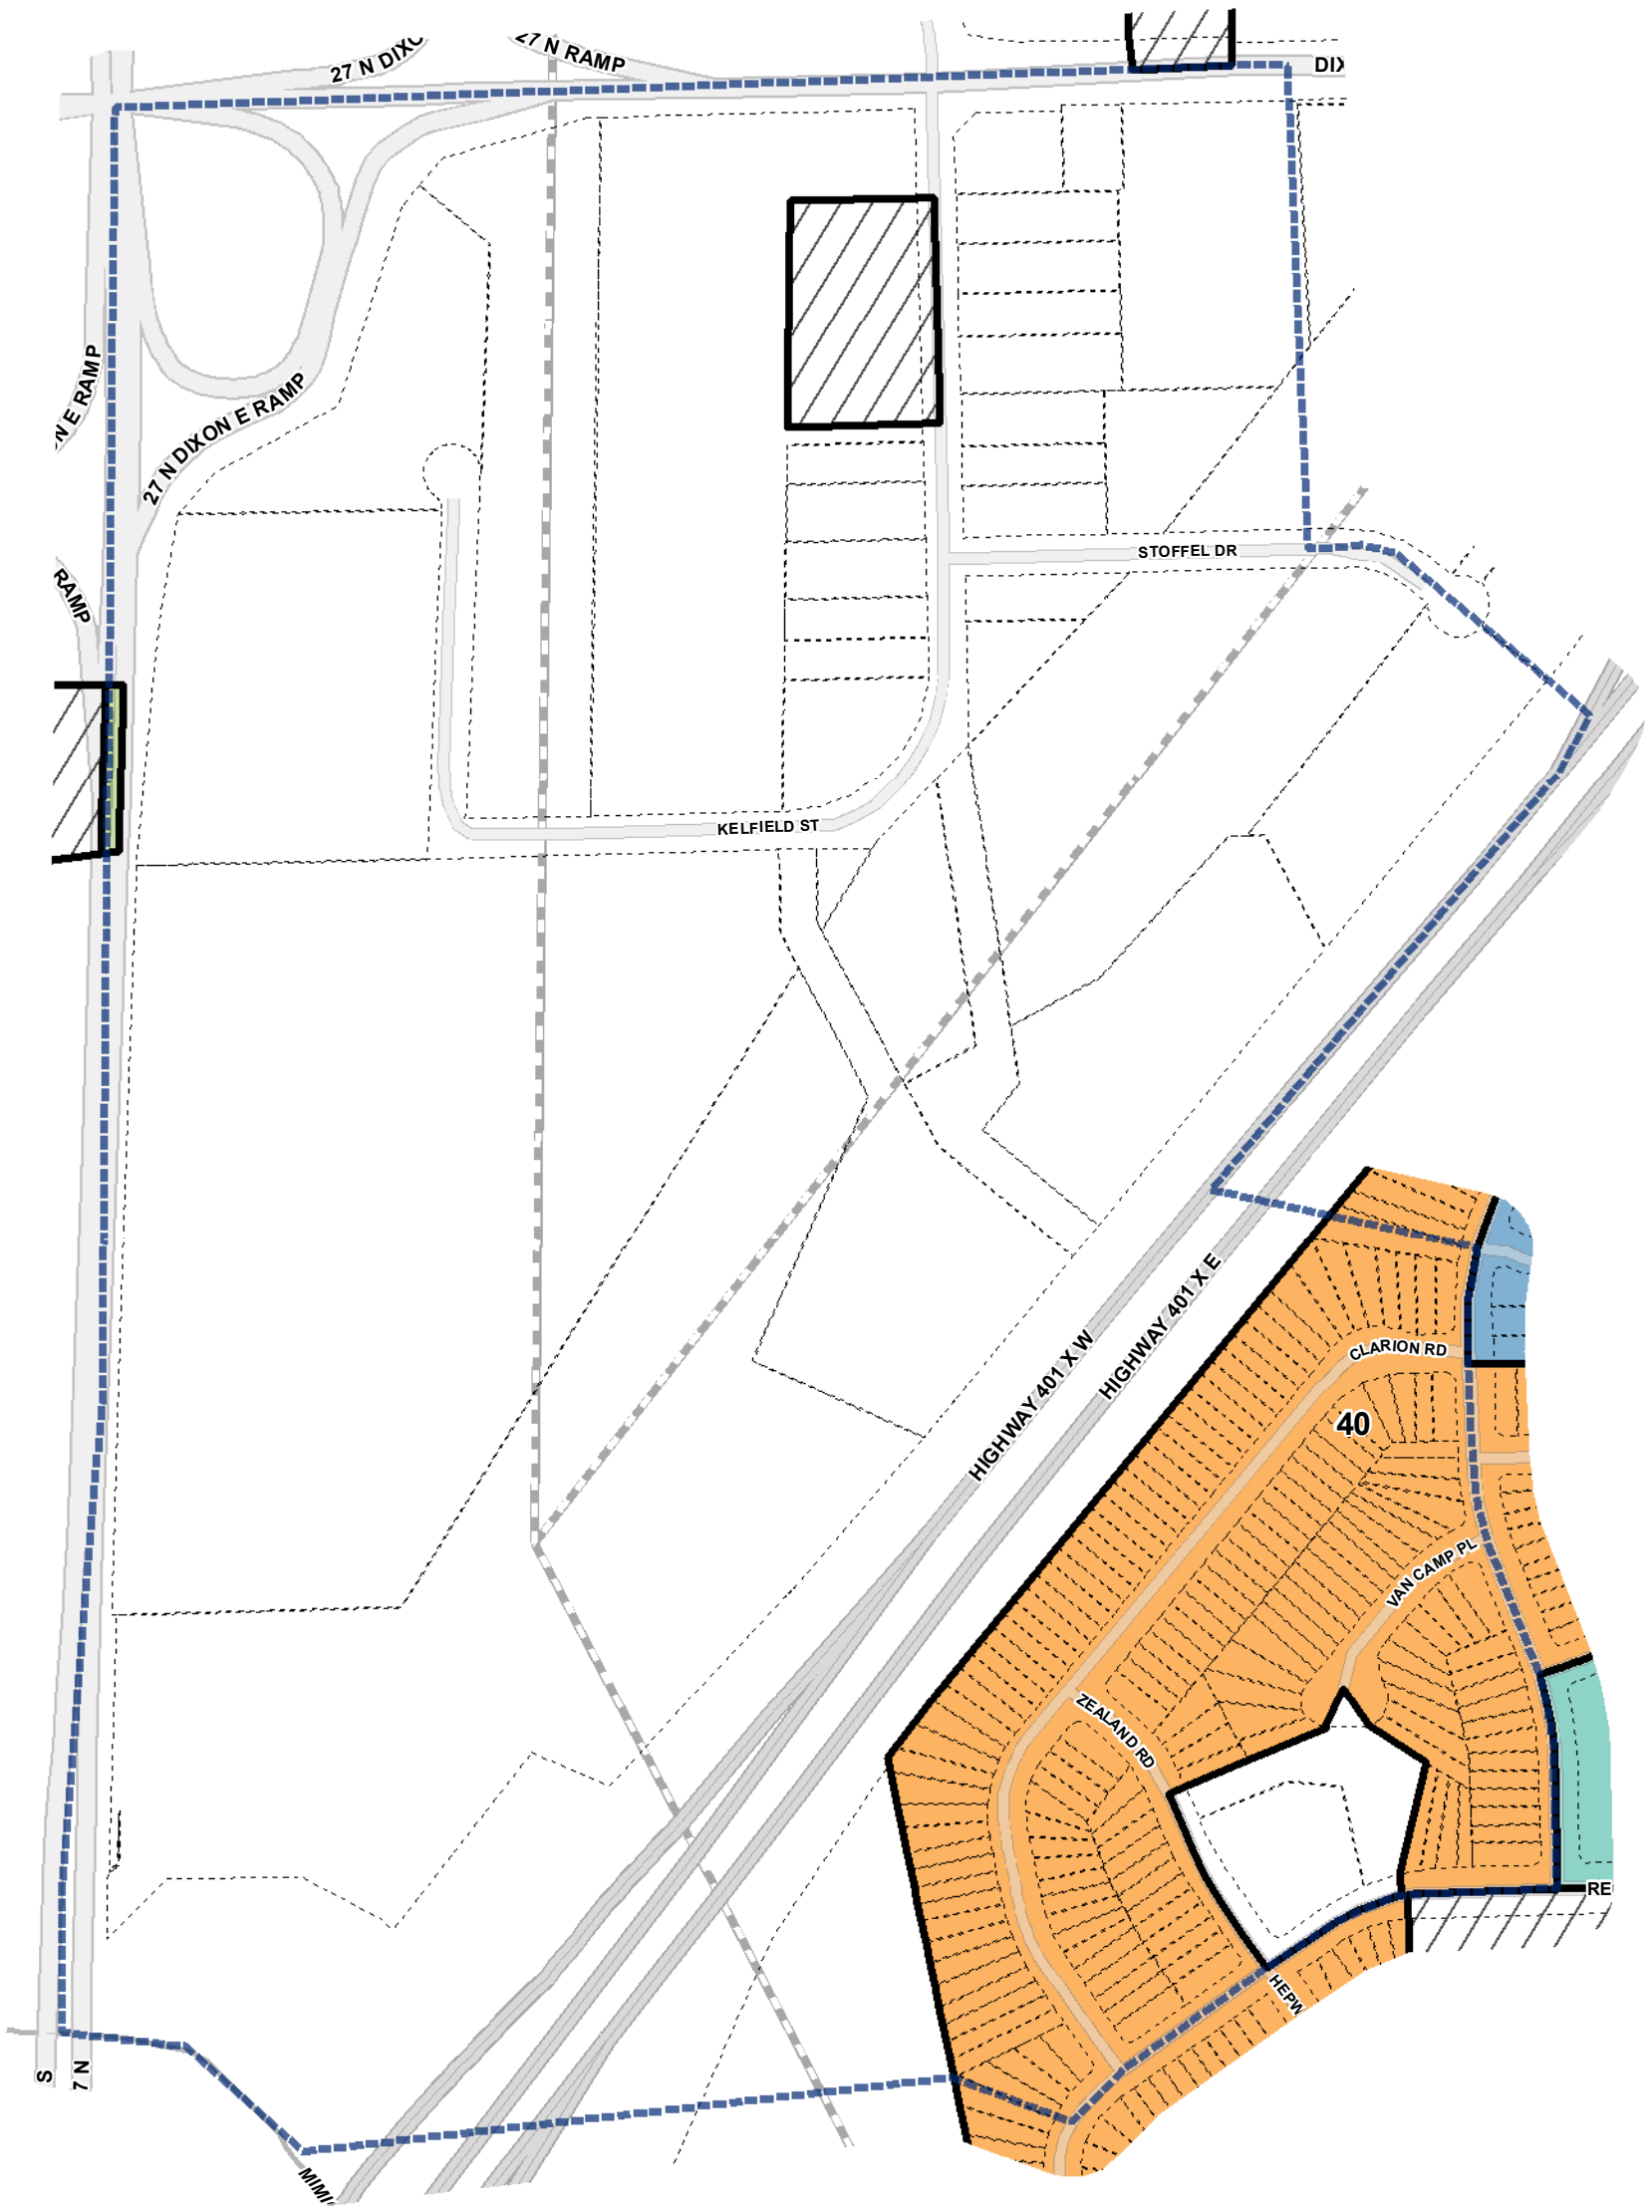 27 N DIXO
27 N RAMP
DIX
N E RAMP
27 N DIXON E RAMP
STOFFEL DR
RAMP
KELFIELD ST
HIGHWAY 401 X W
HIGHWAY 401 X E
CLARION RD
40
VAN CAMP PL
ZEALAND RD
RE
HEPW
S
7 N
MIMI